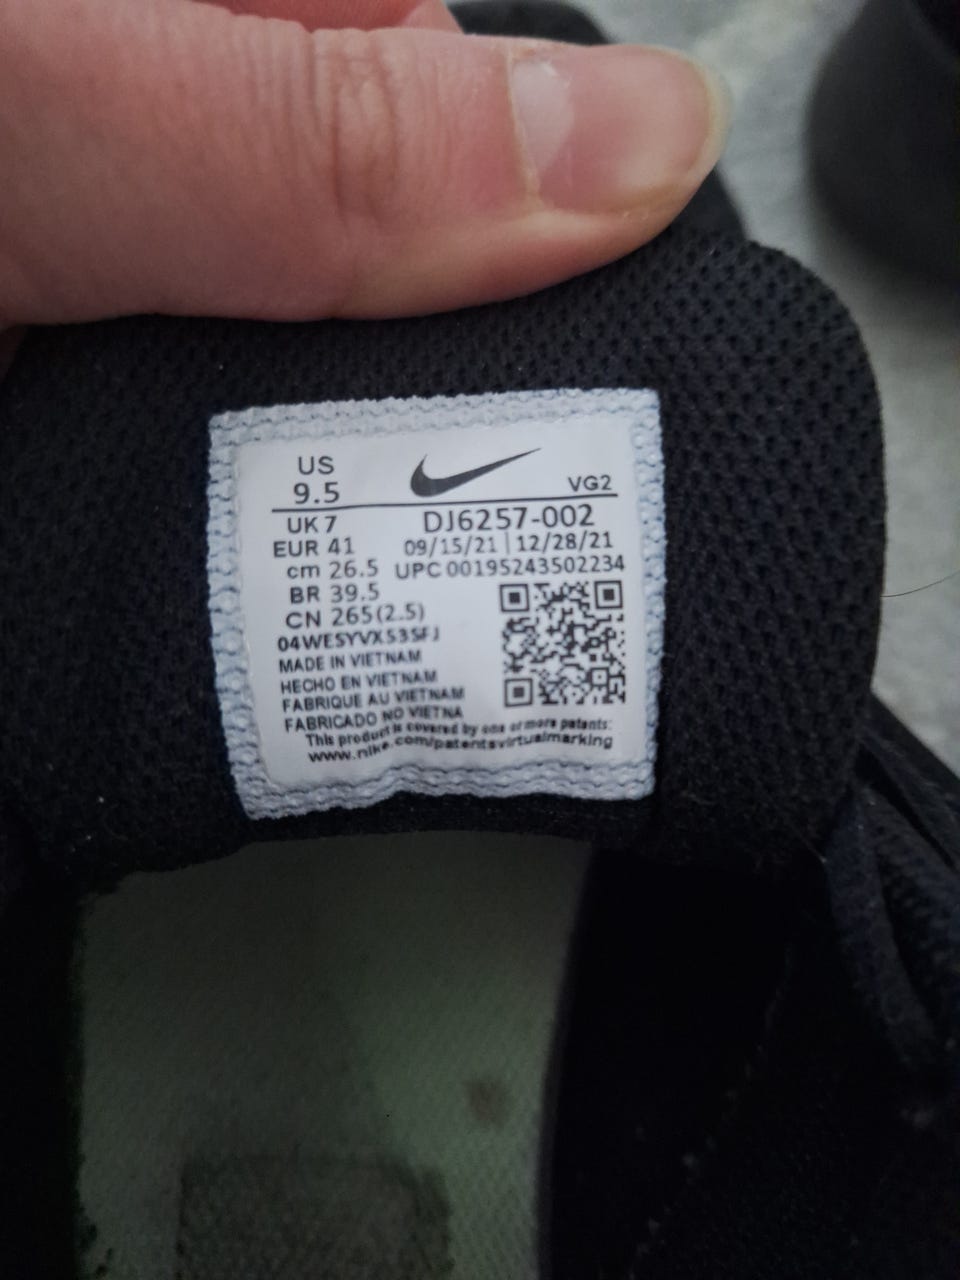 US
9.5
VG2
UK 7
DJ6257-002
EUR 41
09/15/21 | 12/28/21
cm 26.5
UPC 00195243502234
BR 39.5
CN 265(2.5)
04WESYVX53SFJ
MADE IN VIETNAM
HECHO EN VIETNAM
FABRIQUE AU VIETNAM
FABRICADO NO VIETNA
This product is covered by one or more patents:
www.nike.com/patentsvirtualmarking